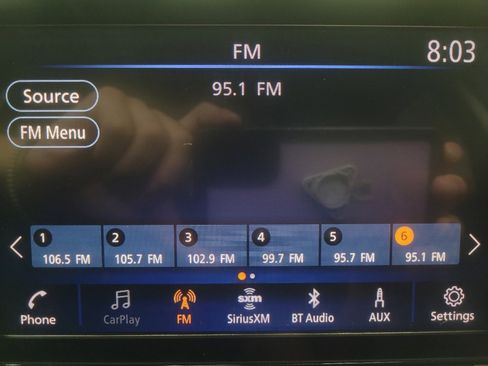 FM
8:03
Source
95.1 FM
FM Menu
1 2 3 4 5 6
106.5 FM 105.7 FM 102.9 FM 99.7 FM 95.7 FM 95.1 FM
sxm
Phone CarPlay FM SiriusXM BT Audio AUX Settings